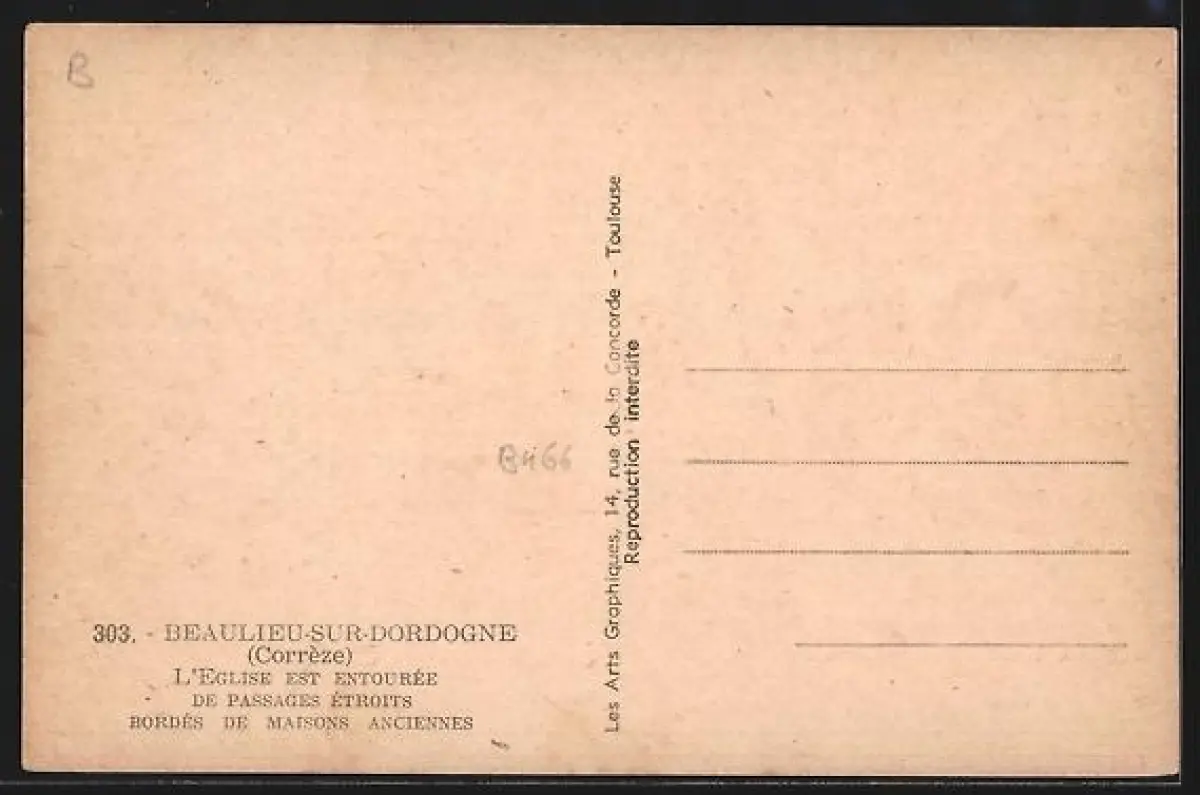 B
B466
303. - BEAULIEU-SUR-DORDOGNE
(Corrèze)
L'EGLISE EST ENTOURÉE
DE PASSAGES ÉTROITS
BORDÉS DE MAISONS ANCIENNES
Les Arts Graphiques, 14, rue de la Concorde - Toulouse
Reproduction interdite